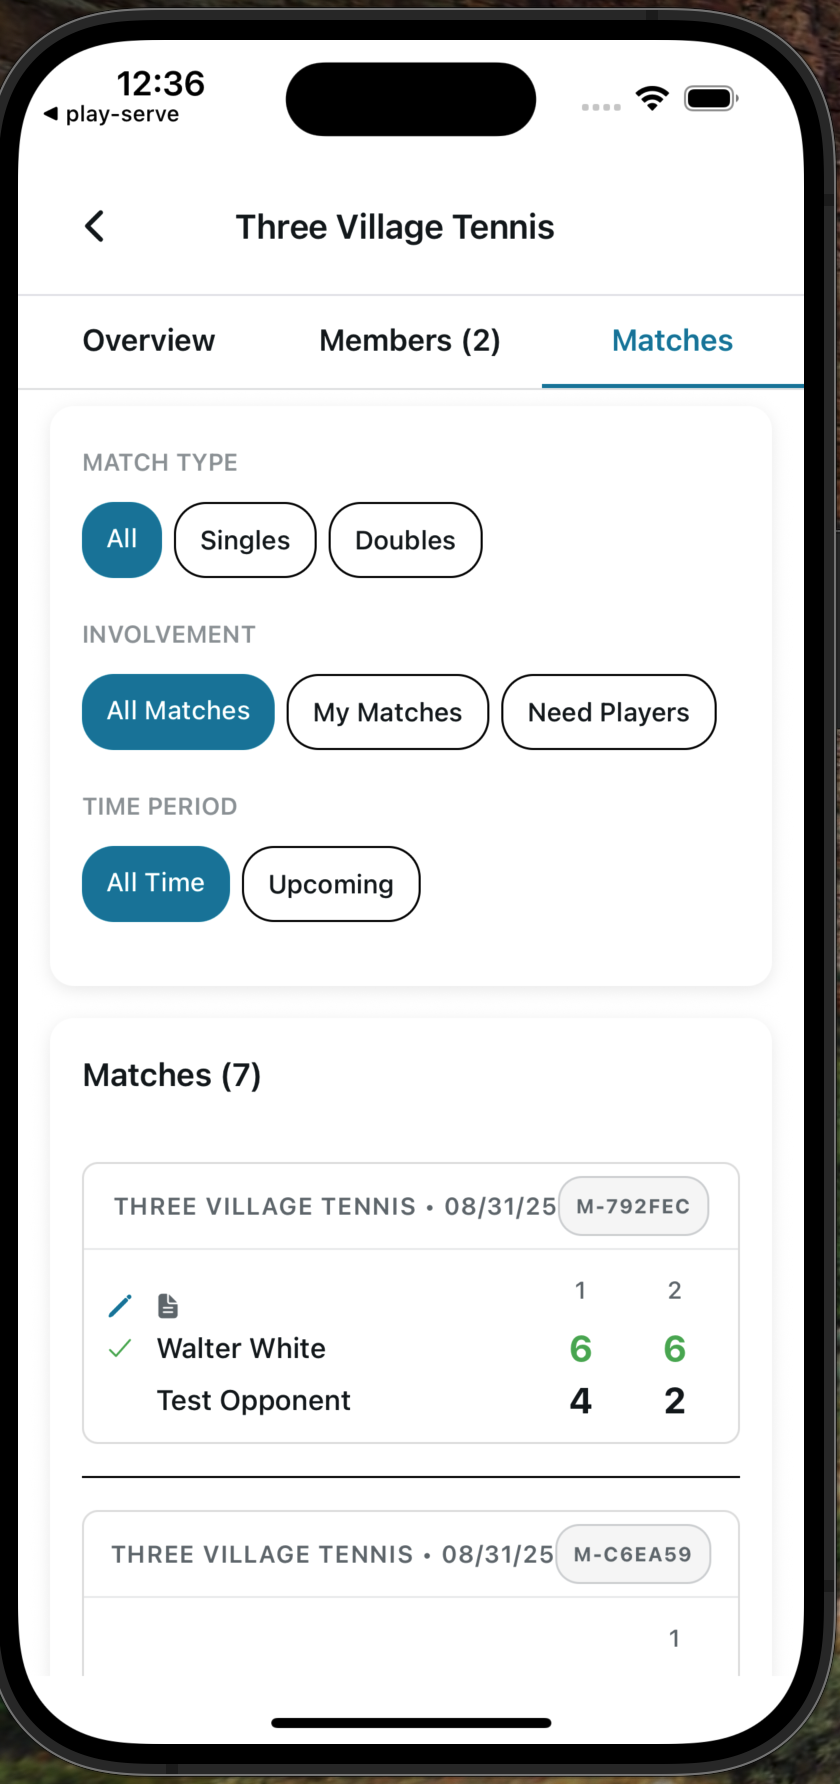 12:36
◀ play-serve
Three Village Tennis
Overview Members (2) Matches
MATCH TYPE
All Singles Doubles
INVOLVEMENT
All Matches My Matches Need Players
TIME PERIOD
All Time Upcoming
Matches (7)
THREE VILLAGE TENNIS • 08/31/25 M-792FEC
1 2
Walter White 6 6
Test Opponent 4 2
THREE VILLAGE TENNIS • 08/31/25 M-C6EA59
1